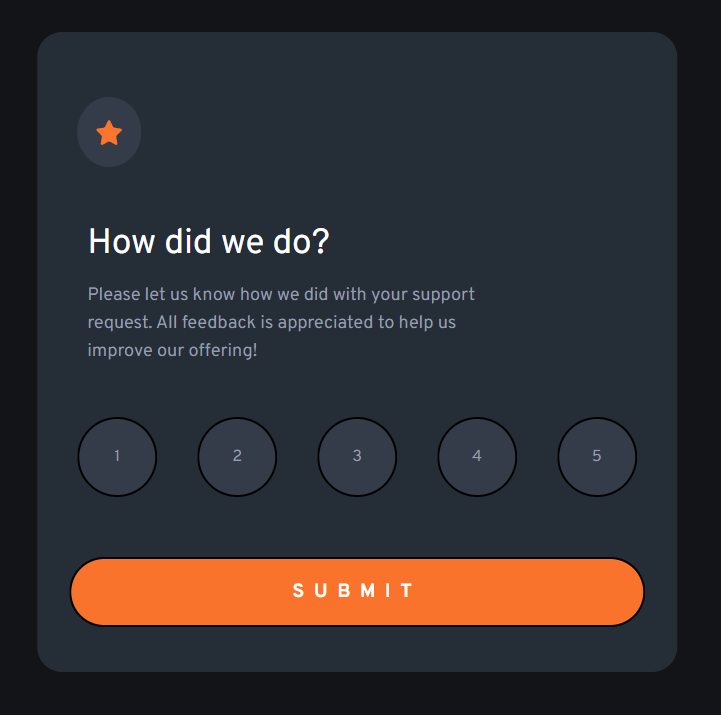 How did we do?
Please let us know how we did with your support
request. All feedback is appreciated to help us
improve our offering!
1 2 3 4 5
SUBMIT